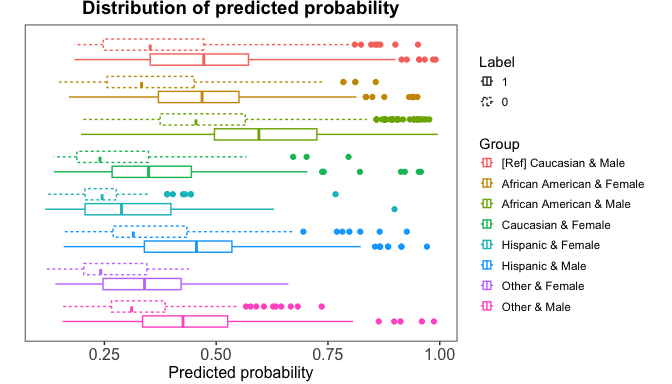 Distribution of predicted probability
Label
1
0
Group
[Ref] Caucasian & Male
African American & Female
African American & Male
Caucasian & Female
Hispanic & Female
Hispanic & Male
Other & Female
Other & Male
0.25 0.50 0.75 1.00
Predicted probability